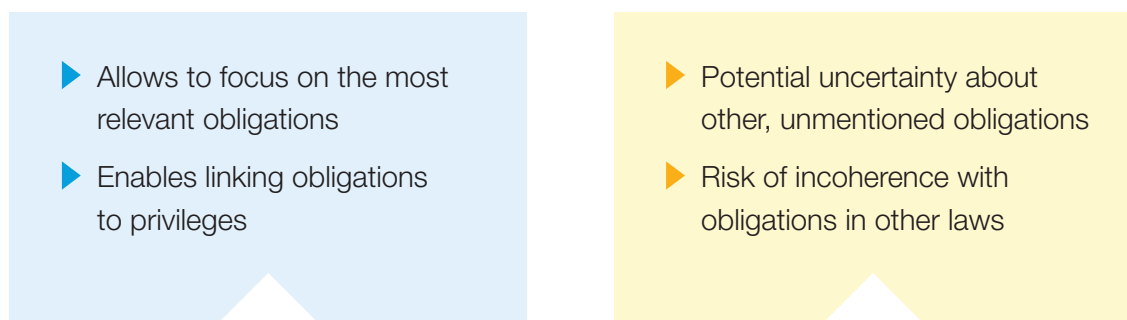 Allows to focus on the most
relevant obligations
Enables linking obligations
to privileges
Potential uncertainty about
other, unmentioned obligations
Risk of incoherence with
obligations in other laws